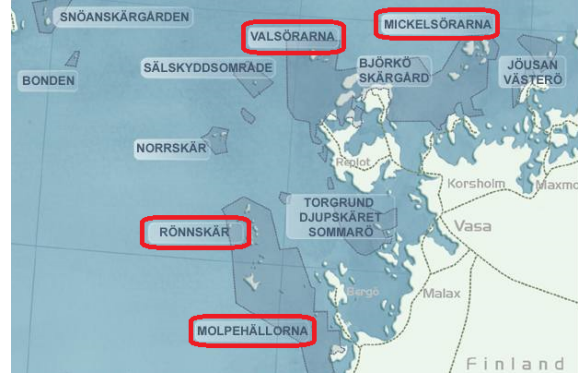 SNÖANSKÄRGÅRDEN
VALSÖRARNA
MICKELSÖRARNA
BONDEN
SÄLSKYDDSOMRÅDE
BJÖRKÖ
SKÄRGÅRD
JÖUSAN
VÄSTERÖ
NORRSKÄR
Replot
Korsholm
Maxmo
TORGRUND
DJUPSKÄRET
SOMMARÖ
RÖNNSKÄR
Vasa
Bergö
Malax
MOLPEHÄLLORNA
Finland